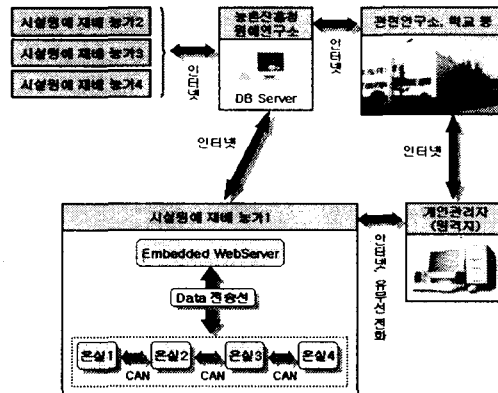 시설원예 재배 농가2
시설원예 재배 농가3
시설원예 재배 농가4
인터넷
농촌진흥청
원예연구소
DB Server
인터넷
관련연구소, 학교 등
인터넷
인터넷
시설원예 재배 농가1
Embedded WebServer
Data 전송선
온실1
온실2
온실3
온실4
CAN
CAN
CAN
인터넷, 유무선 전화
개인관리자
(원격지)